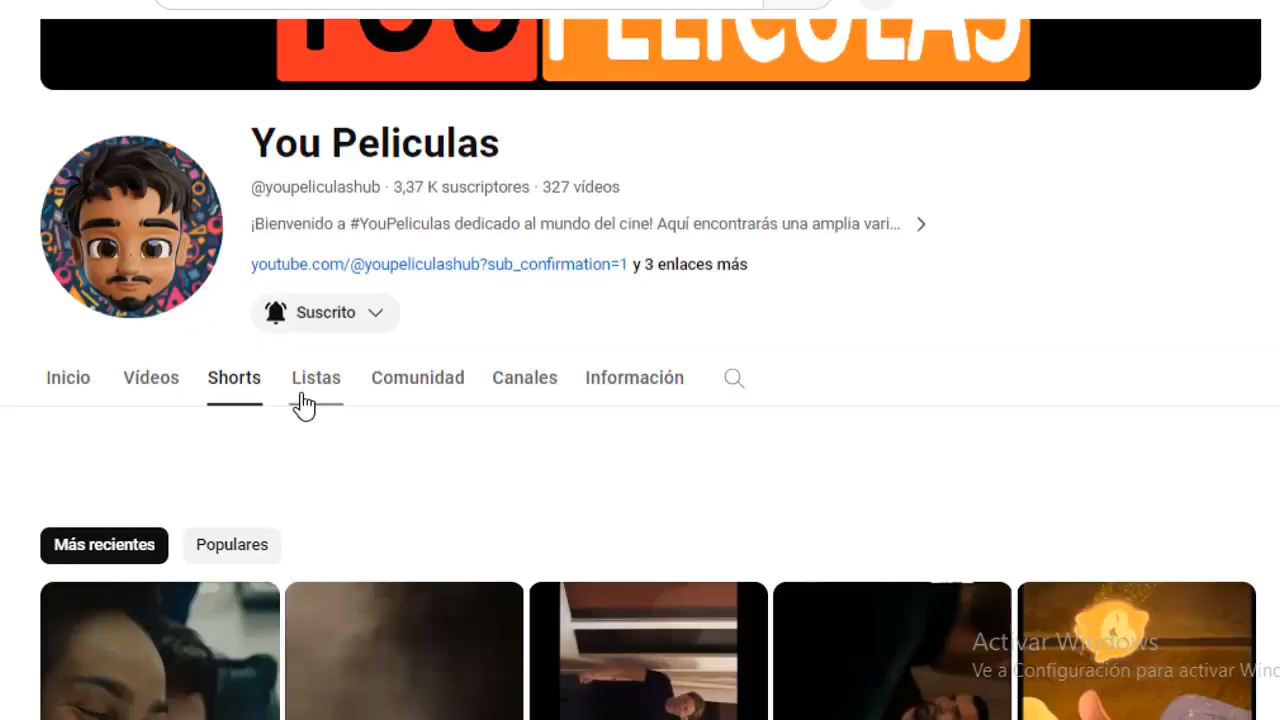 YOU PELICULAS
You Peliculas
@youpeliculashub · 3,37 K suscriptores · 327 vídeos
¡Bienvenido a #YouPeliculas dedicado al mundo del cine! Aquí encontrarás una amplia vari...
youtube.com/@youpeliculashub?sub_confirmation=1 y 3 enlaces más
Suscrito
Inicio Vídeos Shorts Listas Comunidad Canales Información
Más recientes Populares
Activar Windows
Ve a Configuración para activar Wind